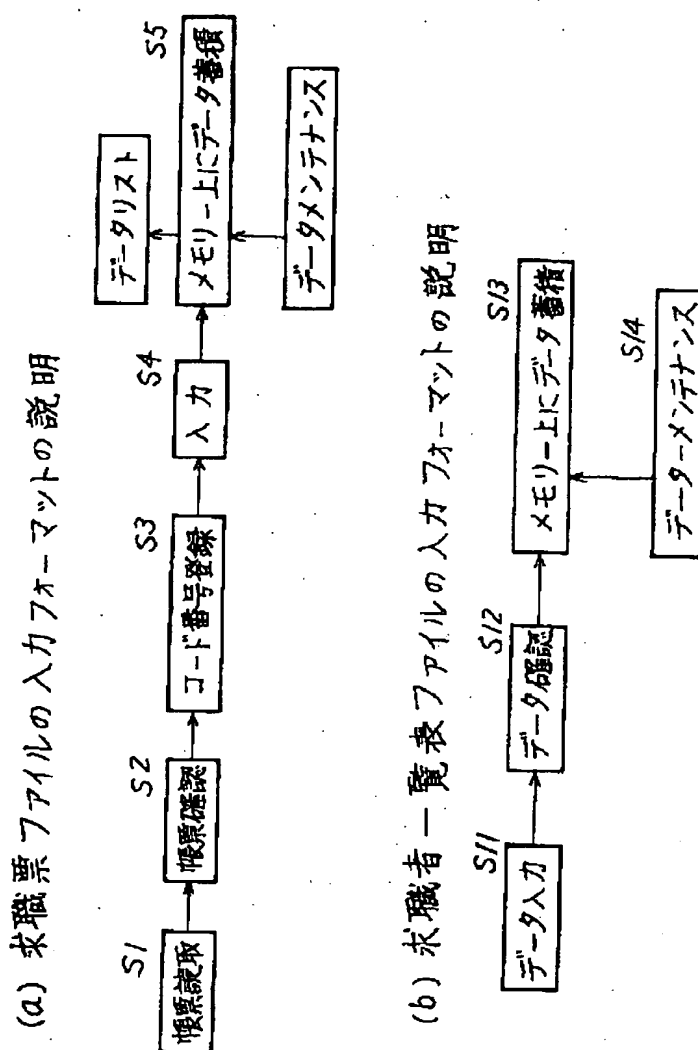 (a) 求職票ファイルの入力フォーマットの説明
S1
帳票読取
S2
帳票確認
S3
コード番号登録
S4
入力
S5
メモリー上にデータ蓄積
データリスト
データメンテナンス
(b) 求職者一覧表ファイルの入力フォーマットの説明
S11
データ入力
S12
データ確認
S13
メモリー上にデータ蓄積
S14
データーメンテナンス